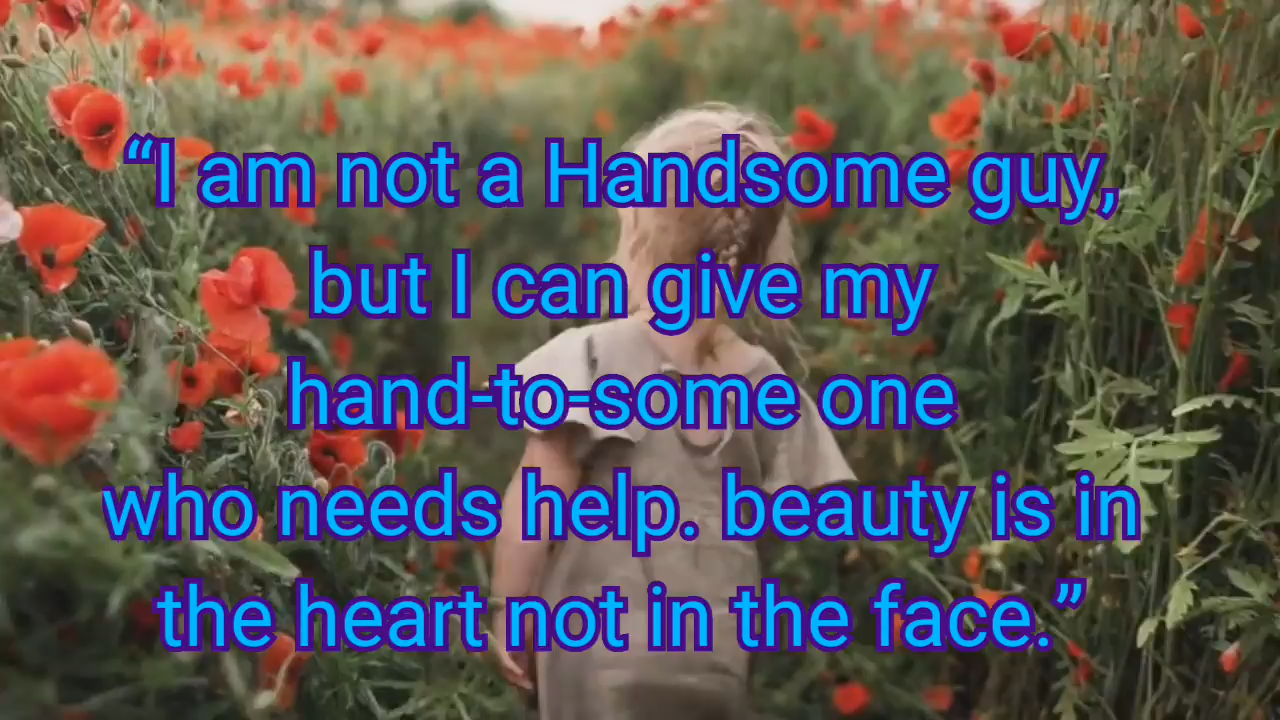 “I am not a Handsome guy,
but I can give my
hand-to-some one
who needs help. beauty is in
the heart not in the face.”